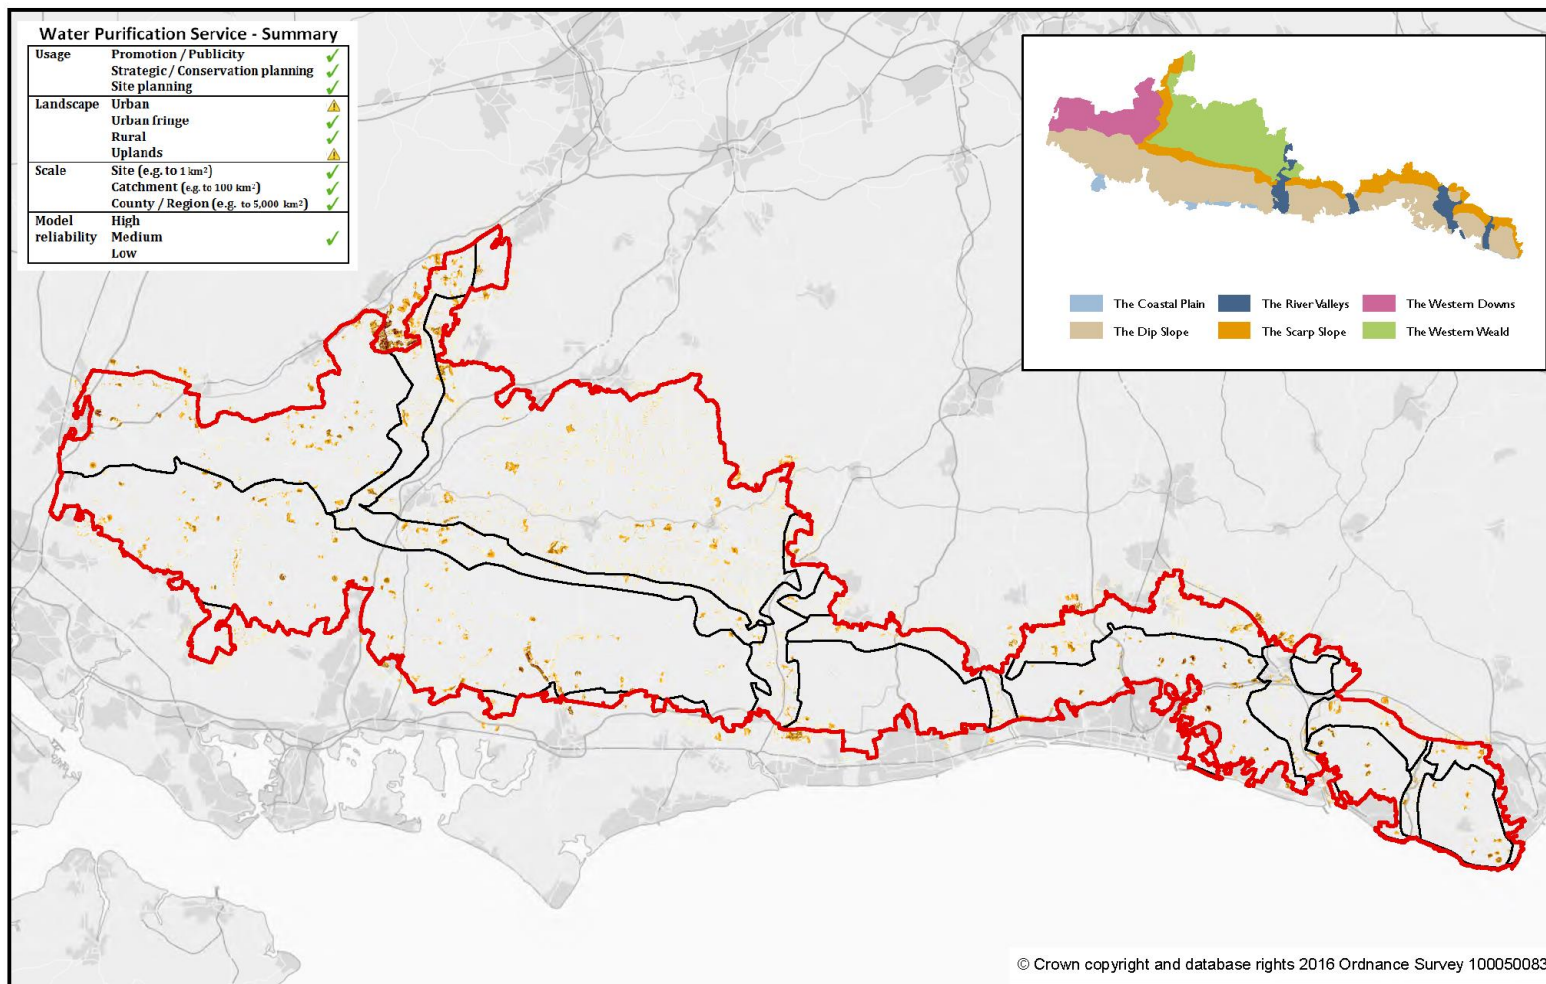 Water Purification Service - Summary
Usage Promotion / Publicity ✓
Strategic / Conservation planning ✓
Site planning ✓
Landscape Urban ⚠
Urban fringe ✓
Rural ✓
Uplands ⚠
Scale Site (e.g. to 1 km²) ✓
Catchment (e.g. to 100 km²) ✓
County / Region (e.g. to 5,000 km²) ✓
Model High
reliability Medium ✓
Low
The Coastal Plain The River Valleys The Western Downs
The Dip Slope The Scarp Slope The Western Weald
© Crown copyright and database rights 2016 Ordnance Survey 100050083